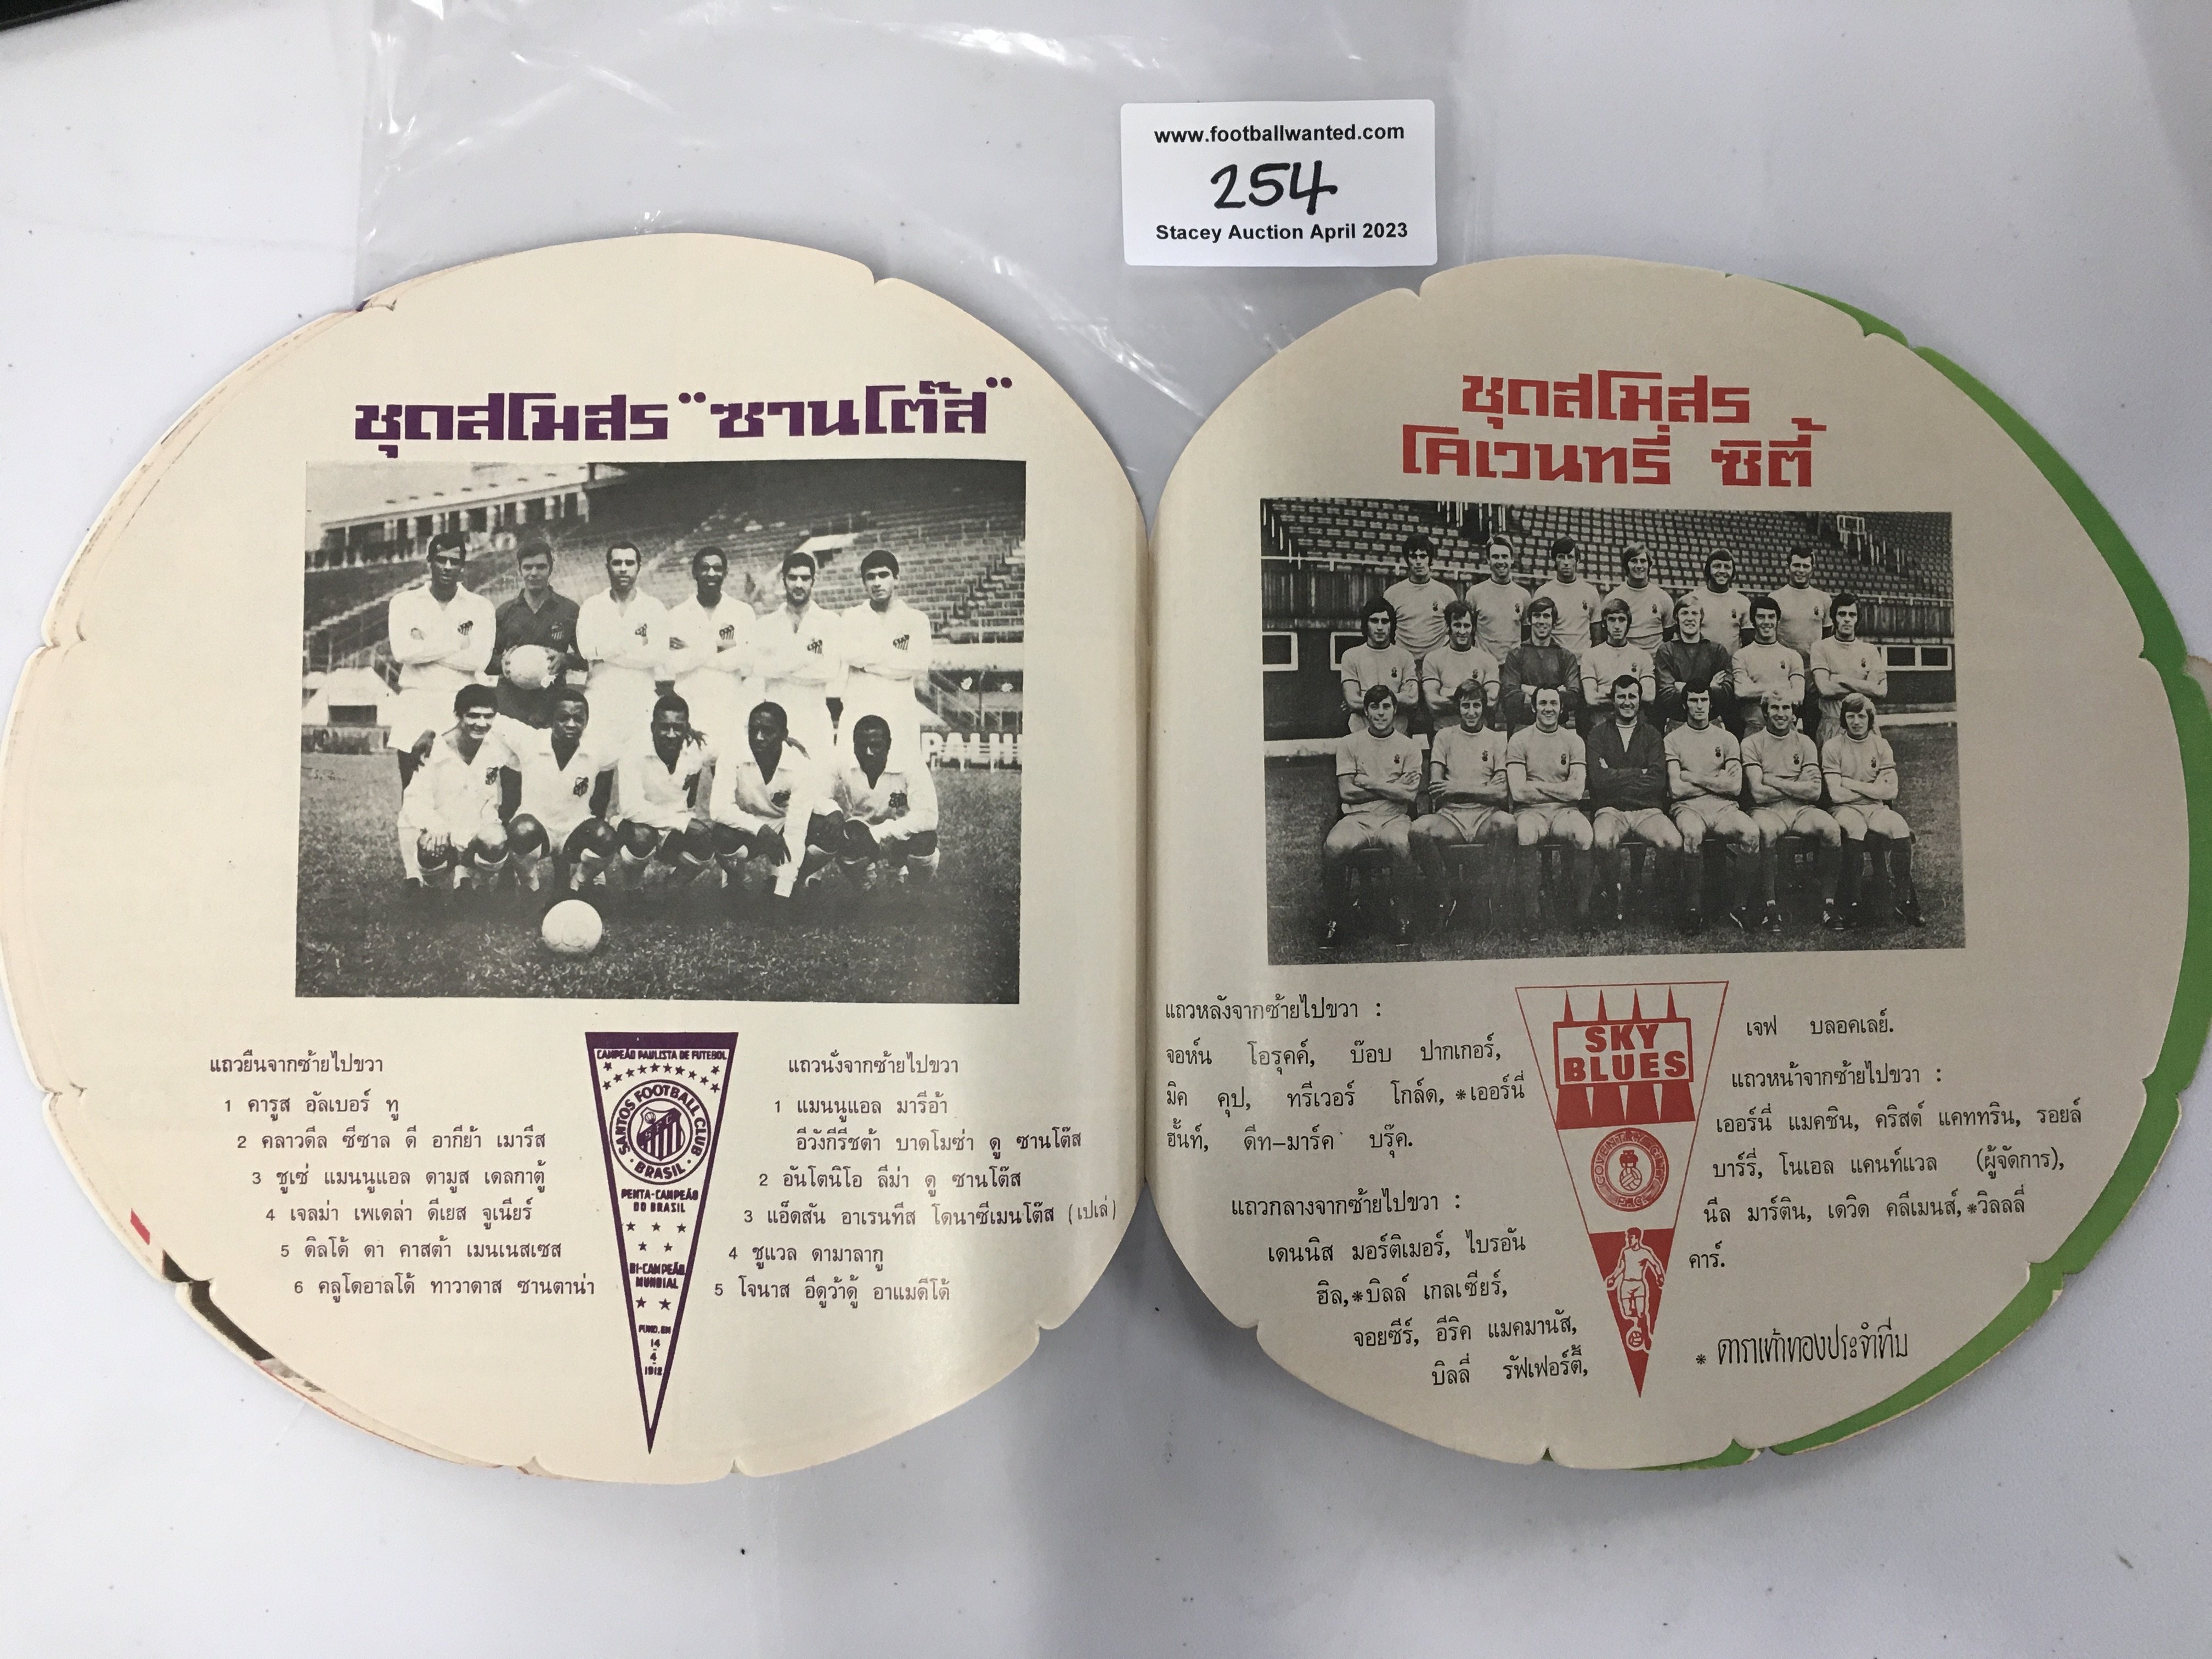 www.footballwanted.com
254
Stacey Auction April 2023
ชุดสโมสร "ซานโต๊ส"
PALH
แถวยืนจากซ้ายไปขวา
1 คารูส อัลเบอร์ ทู
2 คลาวดีล ซีซาล ดี อากีย้า เมารีส
3 ชูเซ่ แมนนูแอล ดามูส เดลกาตู้
4 เจลม่า เพเดล่า ดีเยส จูเนียร์
5 ดิลโด้ ดา คาสต้า เมนเนสเซส
6 คลูโดอาลโด้ ทาวาดาส ซานตาน่า
CAMPEÃO PAULISTA DE FUTEBOL
SANTOS FOOTBALL CLUB
BRASIL
PENTA-CAMPEÃO
DO BRASIL
BI-CAMPEÃO
MUNDIAL
FUND. EM
14
4
1912
แถวนั่งจากซ้ายไปขวา
1 แมนนูแอล มารีอ้า
อีวังกีรีชต้า บาดโมซ่า ดู ซานโต๊ส
2 อันโตนิโอ ลีม่า ดู ซานโต๊ส
3 แอ็ดสัน อาเรนทีส โดนาซีเมนโต๊ส (เปเล่)
4 ชูแวล ดามาลากู
5 โจนาส อีดูว้าดู้ อาแมดีโด้
ชุดสโมสร
โคเวนทรี่ ซิตี้
แถวหลังจากซ้ายไปขวา :
จอห์น โอรุคค์, บ๊อบ ปากเกอร์,
มิค คุป, ทรีเวอร์ โกล์ด, *เออร์นี่
ฮั้นท์, ดีท-มาร์ค บรุ๊ค.
แถวกลางจากซ้ายไปขวา :
เดนนิส มอร์ติเมอร์, ไบรอัน
ฮิล,*บิลล์ เกลเซียร์,
จอยซีร์, อีริค แมคมานัส,
บิลลี่ รัฟเฟอร์ตี้,
SKY
BLUES
COVENTRY CITY
F.C.
เจฟ บลอคเลย์.
แถวหน้าจากซ้ายไปขวา :
เออร์นี่ แมคชิน, คริสต์ แคททริน, รอยล์
บาร์รี่, โนเอล แคนท์แวล (ผู้จัดการ),
นีล มาร์ติน, เดวิด คลีเมนส์,*วิลลลี่
คาร์.
* ดาราเท้าทองประจำทีม